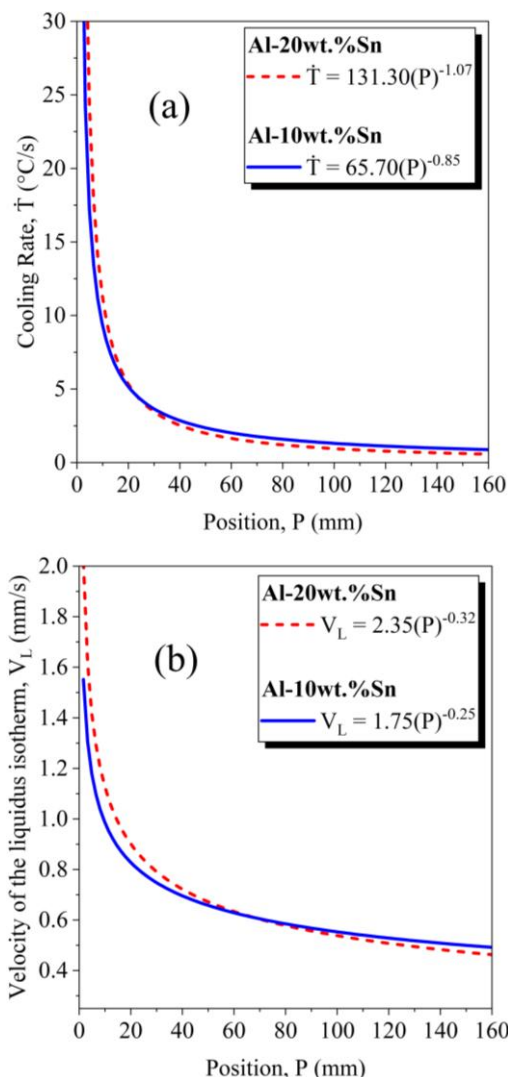 30
25
20
15
10
5
0
Cooling Rate, Ṫ (°C/s)
(a)
Al-20wt.%Sn
Ṫ = 131.30(P)^-1.07
Al-10wt.%Sn
Ṫ = 65.70(P)^-0.85
0 20 40 60 80 100 120 140 160
Position, P (mm)
2.0
1.8
1.6
1.4
1.2
1.0
0.8
0.6
0.4
Velocity of the liquidus isotherm, V_L (mm/s)
(b)
Al-20wt.%Sn
V_L = 2.35(P)^-0.32
Al-10wt.%Sn
V_L = 1.75(P)^-0.25
0 20 40 60 80 100 120 140 160
Position, P (mm)